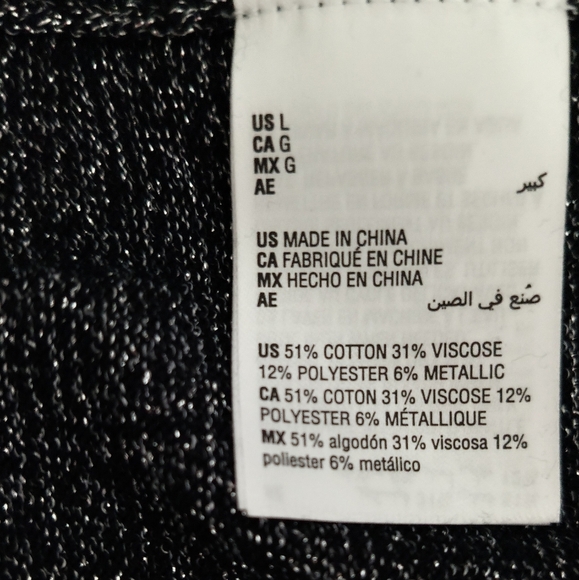 US L
CA G
MX G
AE كبير
US MADE IN CHINA
CA FABRIQUÉ EN CHINE
MX HECHO EN CHINA
AE صُنع في الصين
US 51% COTTON 31% VISCOSE
12% POLYESTER 6% METALLIC
CA 51% COTON 31% VISCOSE 12%
POLYESTER 6% MÉTALLIQUE
MX 51% algodón 31% viscosa 12%
poliester 6% metálico